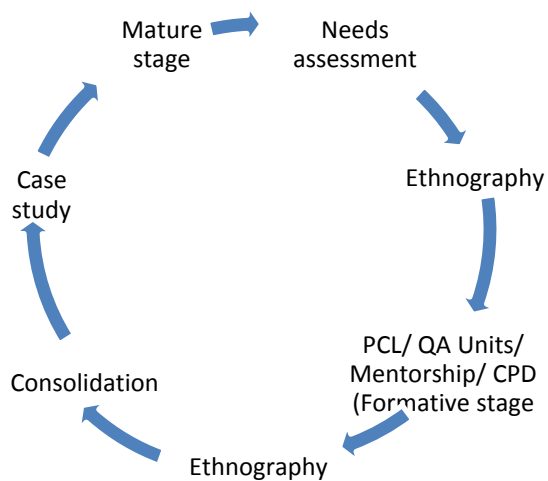 Mature
stage
Needs
assessment
Ethnography
PCL/ QA Units/
Mentorship/ CPD
(Formative stage
Ethnography
Consolidation
Case
study